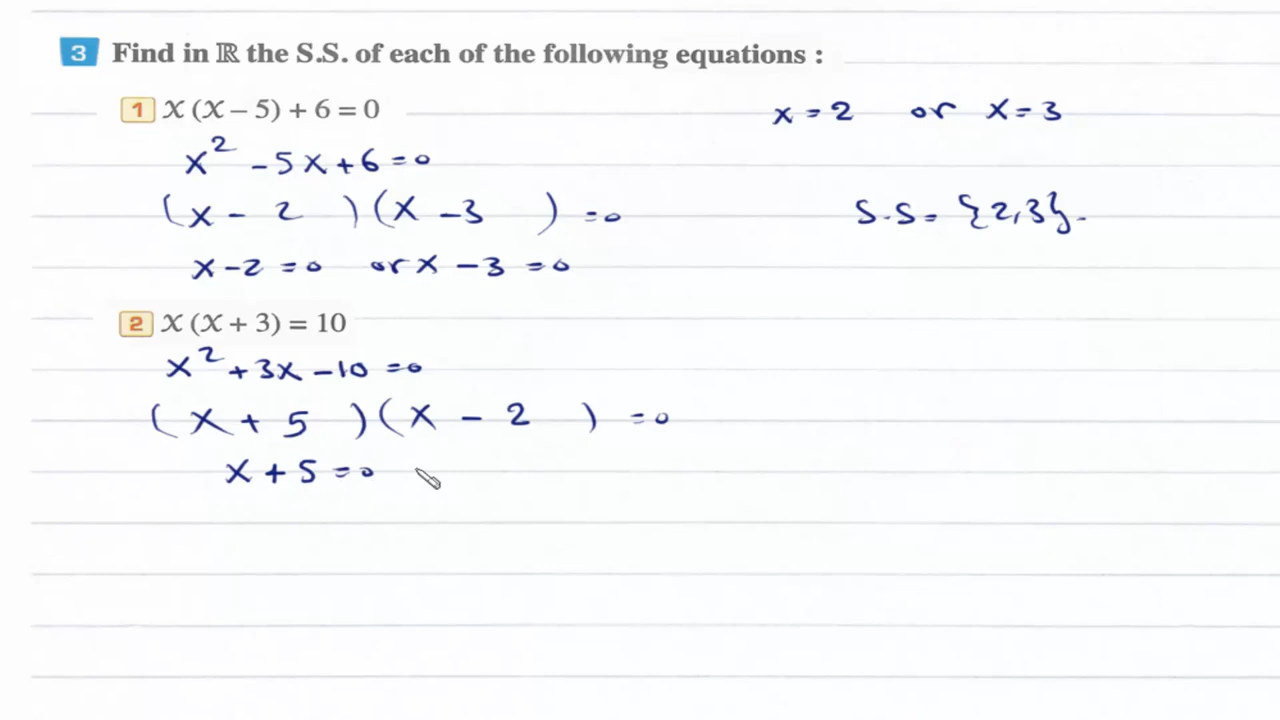 3 Find in ℝ the S.S. of each of the following equations :
1 X (X – 5) + 6 = 0
x² - 5x + 6 = 0
(x - 2 )(x - 3 ) = 0
x - 2 = 0 or x - 3 = 0
x = 2 or x = 3
S.S = {2,3}.
2 X (X + 3) = 10
x² + 3x - 10 = 0
(x + 5 )(x - 2 ) = 0
x + 5 = 0